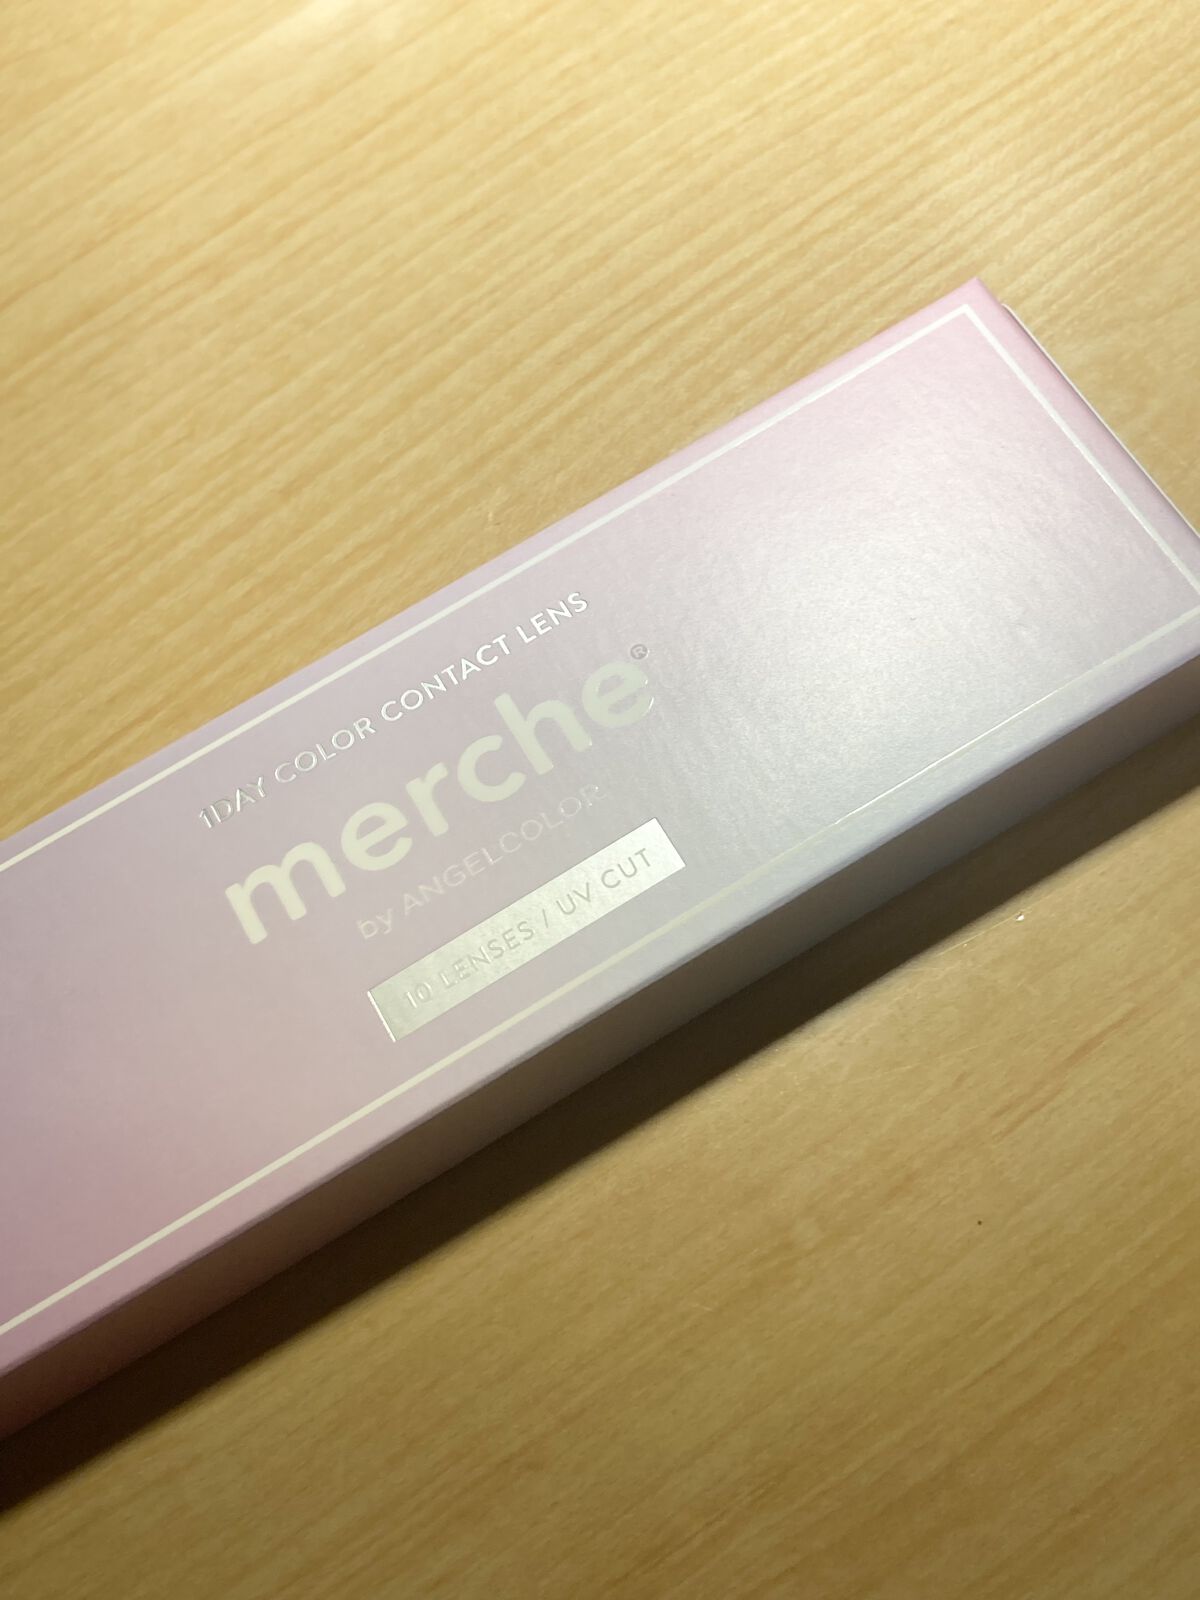 1DAY COLOR CONTACT LENS
merche®
by ANGELCOLOR
10 LENSES / UV CUT